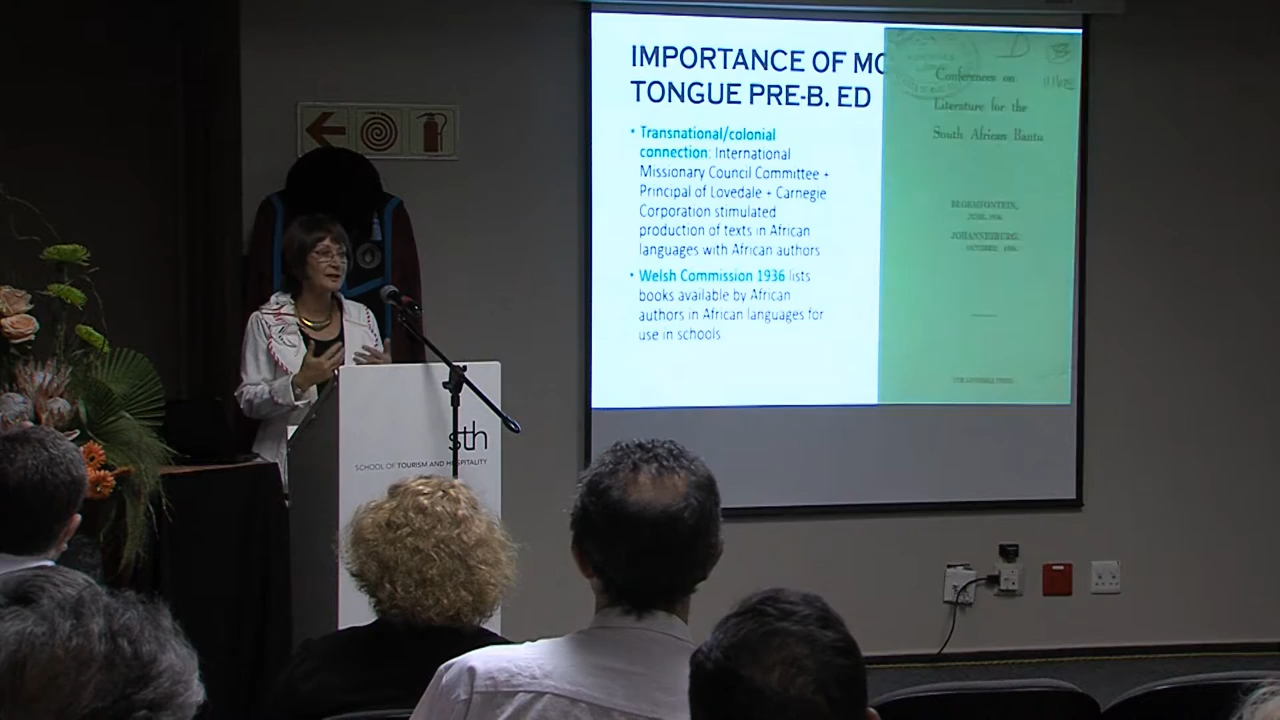 IMPORTANCE OF MO
TONGUE PRE-B. ED
• Transnational/colonial
connection: International
Missionary Council Committee +
Principal of Lovedale + Carnegie
Corporation stimulated
production of texts in African
languages with African authors
• Welsh Commission 1936 lists
books available by African
authors in African languages for
use in schools
Conferences on
Literature for the
South African Bantu
BLOEMFONTEIN,
JOHANNESBURG,
OCTOBER, 1936.
sth
SCHOOL OF TOURISM AND HOSPITALITY